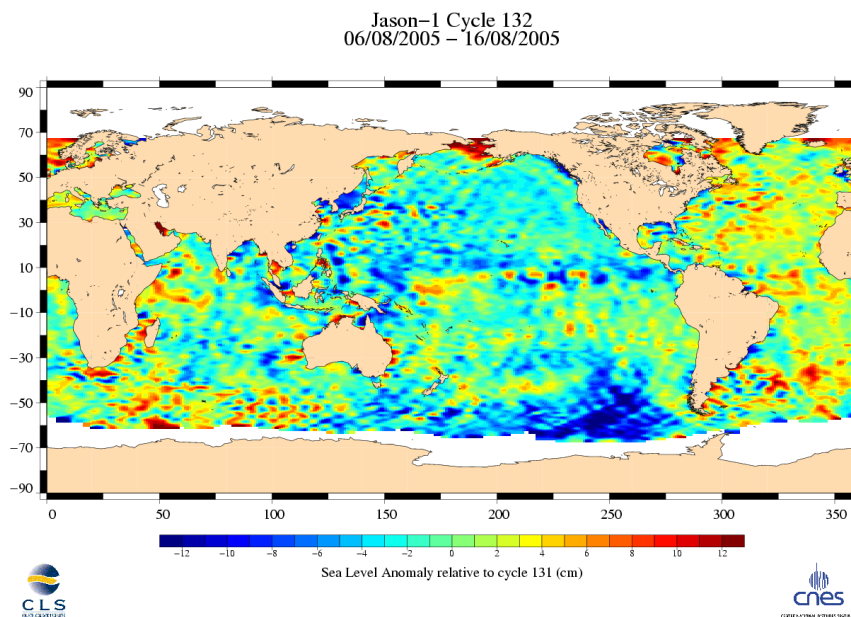 Jason−1 Cycle 132
06/08/2005 − 16/08/2005
90
70
50
30
10
−10
−30
−50
−70
−90
0 50 100 150 200 250 300 350
−12 −10 −8 −6 −4 −2 0 2 4 6 8 10 12
Sea Level Anomaly relative to cycle 131 (cm)
CLS
cnes